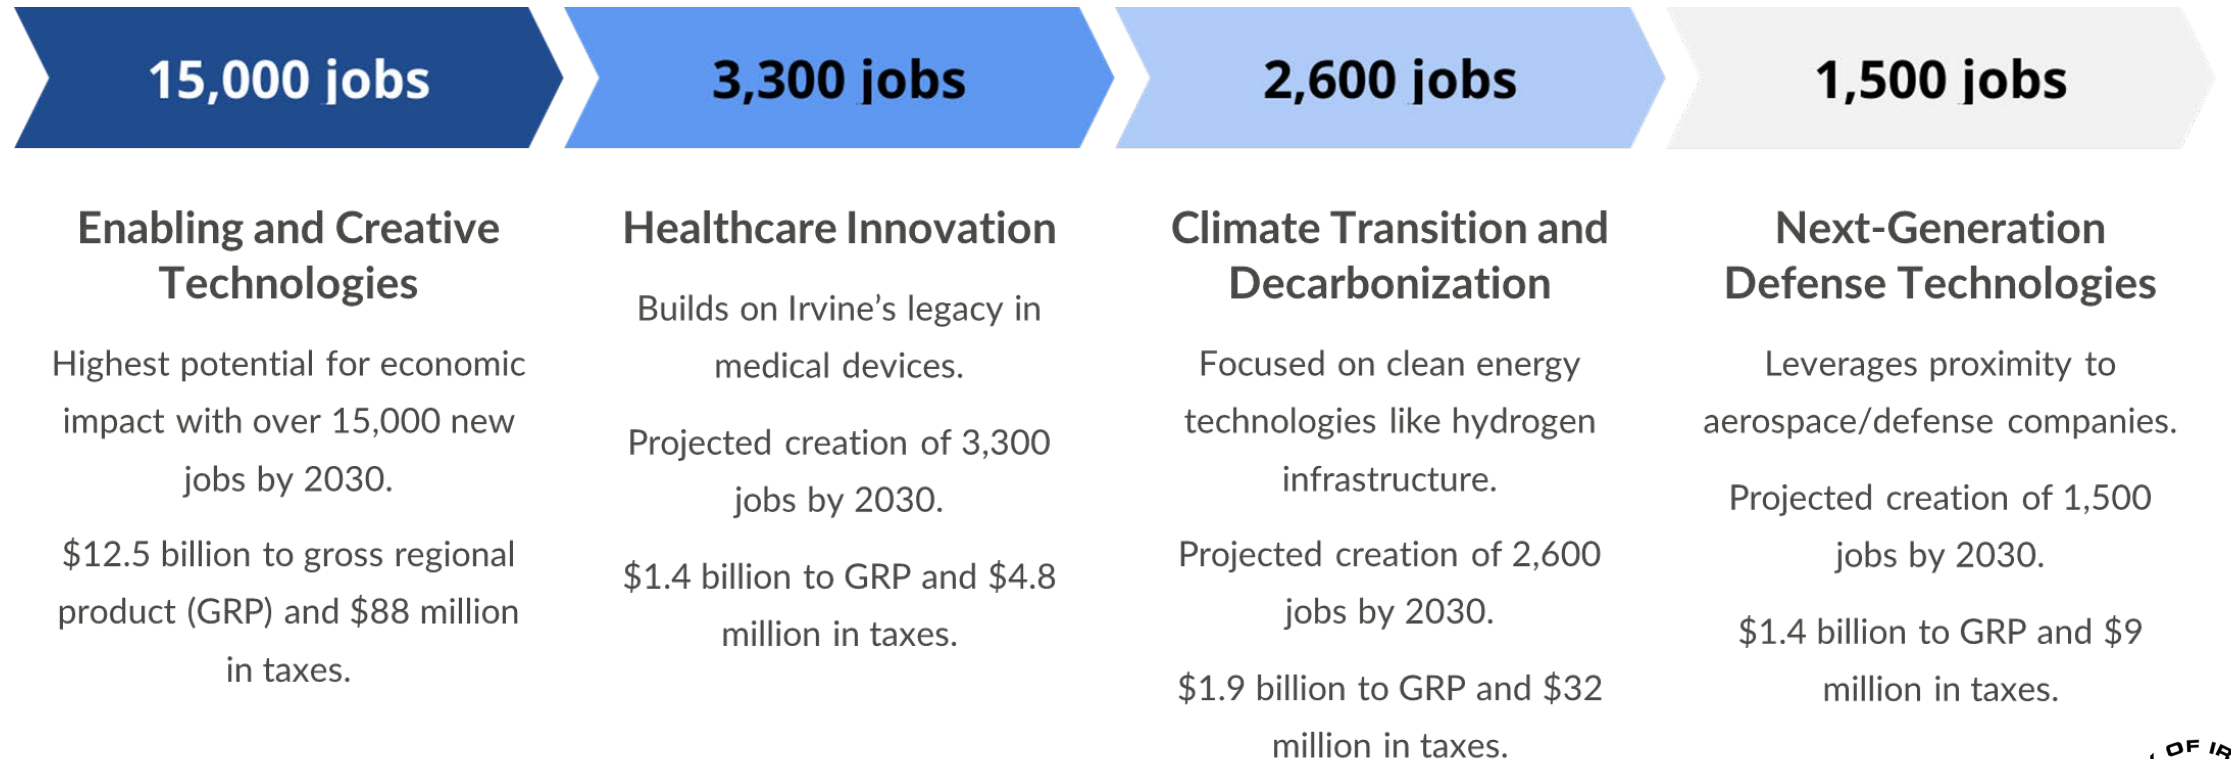 15,000 jobs
3,300 jobs
2,600 jobs
1,500 jobs
Enabling and Creative
Technologies
Highest potential for economic
impact with over 15,000 new
jobs by 2030.
$12.5 billion to gross regional
product (GRP) and $88 million
in taxes.
Healthcare Innovation
Builds on Irvine’s legacy in
medical devices.
Projected creation of 3,300
jobs by 2030.
$1.4 billion to GRP and $4.8
million in taxes.
Climate Transition and
Decarbonization
Focused on clean energy
technologies like hydrogen
infrastructure.
Projected creation of 2,600
jobs by 2030.
$1.9 billion to GRP and $32
million in taxes.
Next-Generation
Defense Technologies
Leverages proximity to
aerospace/defense companies.
Projected creation of 1,500
jobs by 2030.
$1.4 billion to GRP and $9
million in taxes.
OF